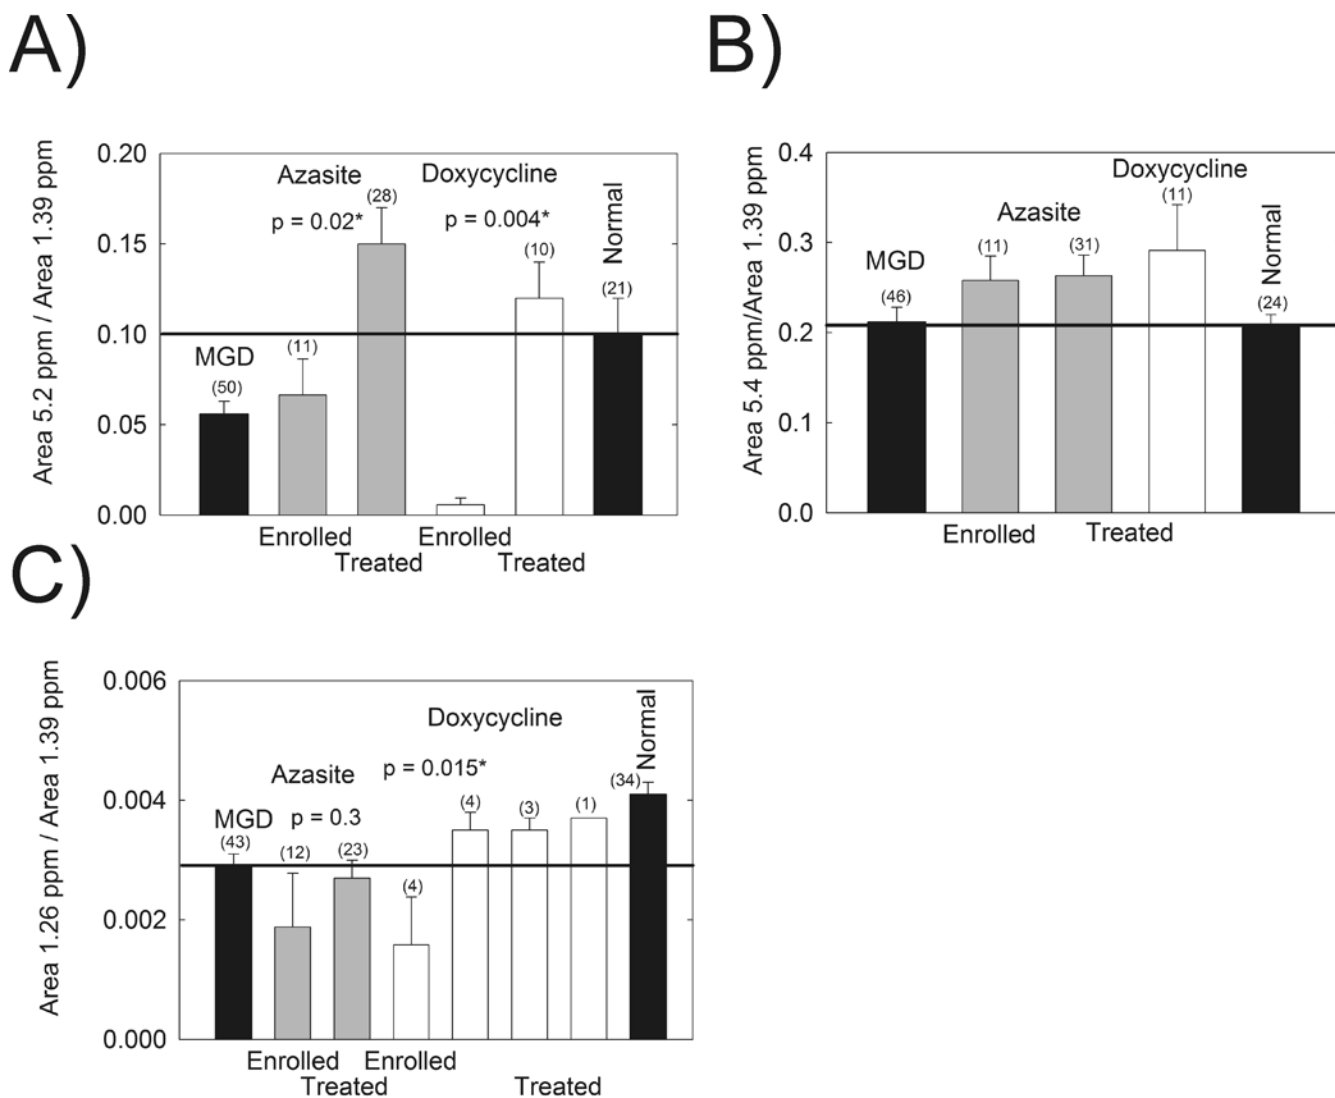 A)
Area 5.2 ppm / Area 1.39 ppm
0.20
0.15
0.10
0.05
0.00
Azasite
p = 0.02*
Doxycycline
p = 0.004*
MGD
(50)
(11)
(28)
(10)
(21)
Normal
Enrolled
Treated
Enrolled
Treated
B)
Area 5.4 ppm/Area 1.39 ppm
0.4
0.3
0.2
0.1
0.0
MGD
(46)
Azasite
(11)
(31)
Doxycycline
(11)
Normal
(24)
Enrolled
Treated
C)
Area 1.26 ppm / Area 1.39 ppm
0.006
0.004
0.002
0.000
MGD
(43)
Azasite
p = 0.3
(12)
(23)
Doxycycline
p = 0.015*
(4)
(4)
(3)
(1)
(34)
Normal
Enrolled
Treated
Enrolled
Treated